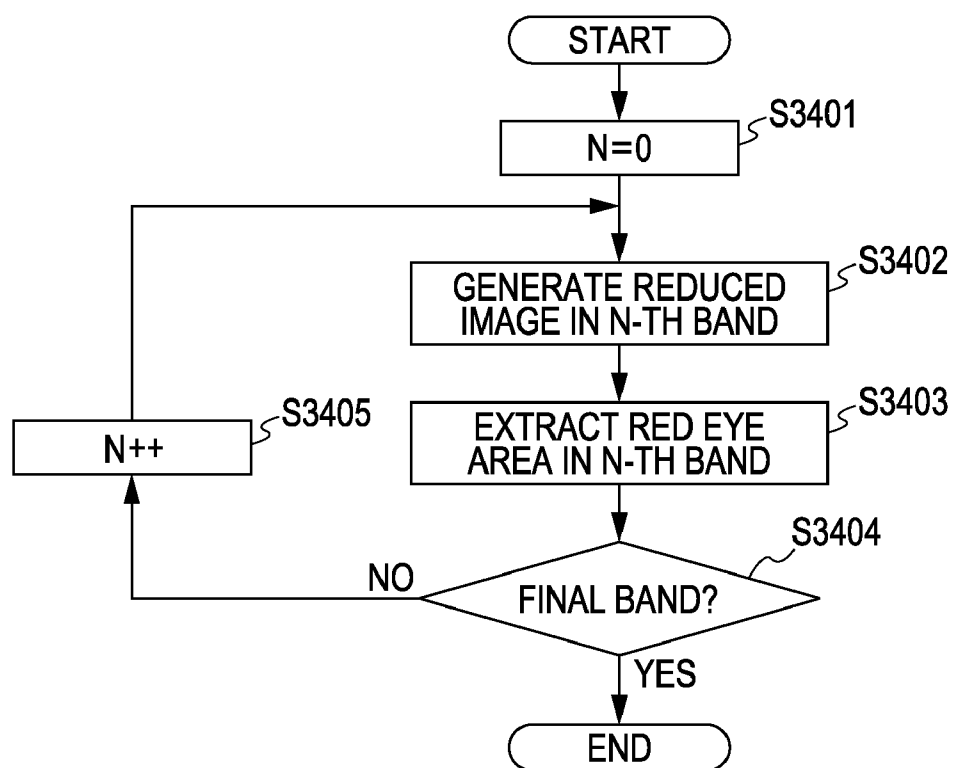 START
S3401
N=0
S3402
GENERATE REDUCED
IMAGE IN N-TH BAND
S3403
EXTRACT RED EYE
AREA IN N-TH BAND
S3405
N++
S3404
NO
FINAL BAND?
YES
END